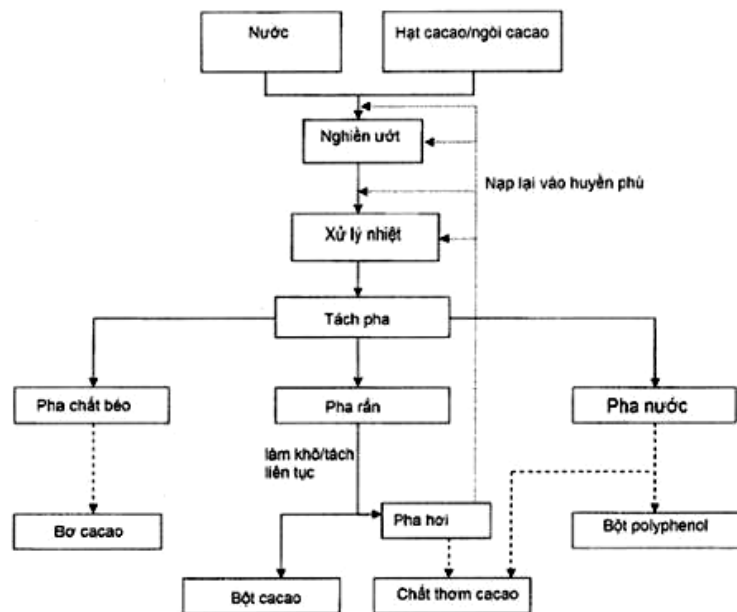 Nước
Hạt cacao/ngòi cacao
Nghiền ướt
Nạp lại vào huyền phù
Xử lý nhiệt
Tách pha
Pha chất béo
Pha rắn
Pha nước
làm khô/tách
liên tục
Bơ cacao
Pha hơi
Bột polyphenol
Bột cacao
Chất thơm cacao